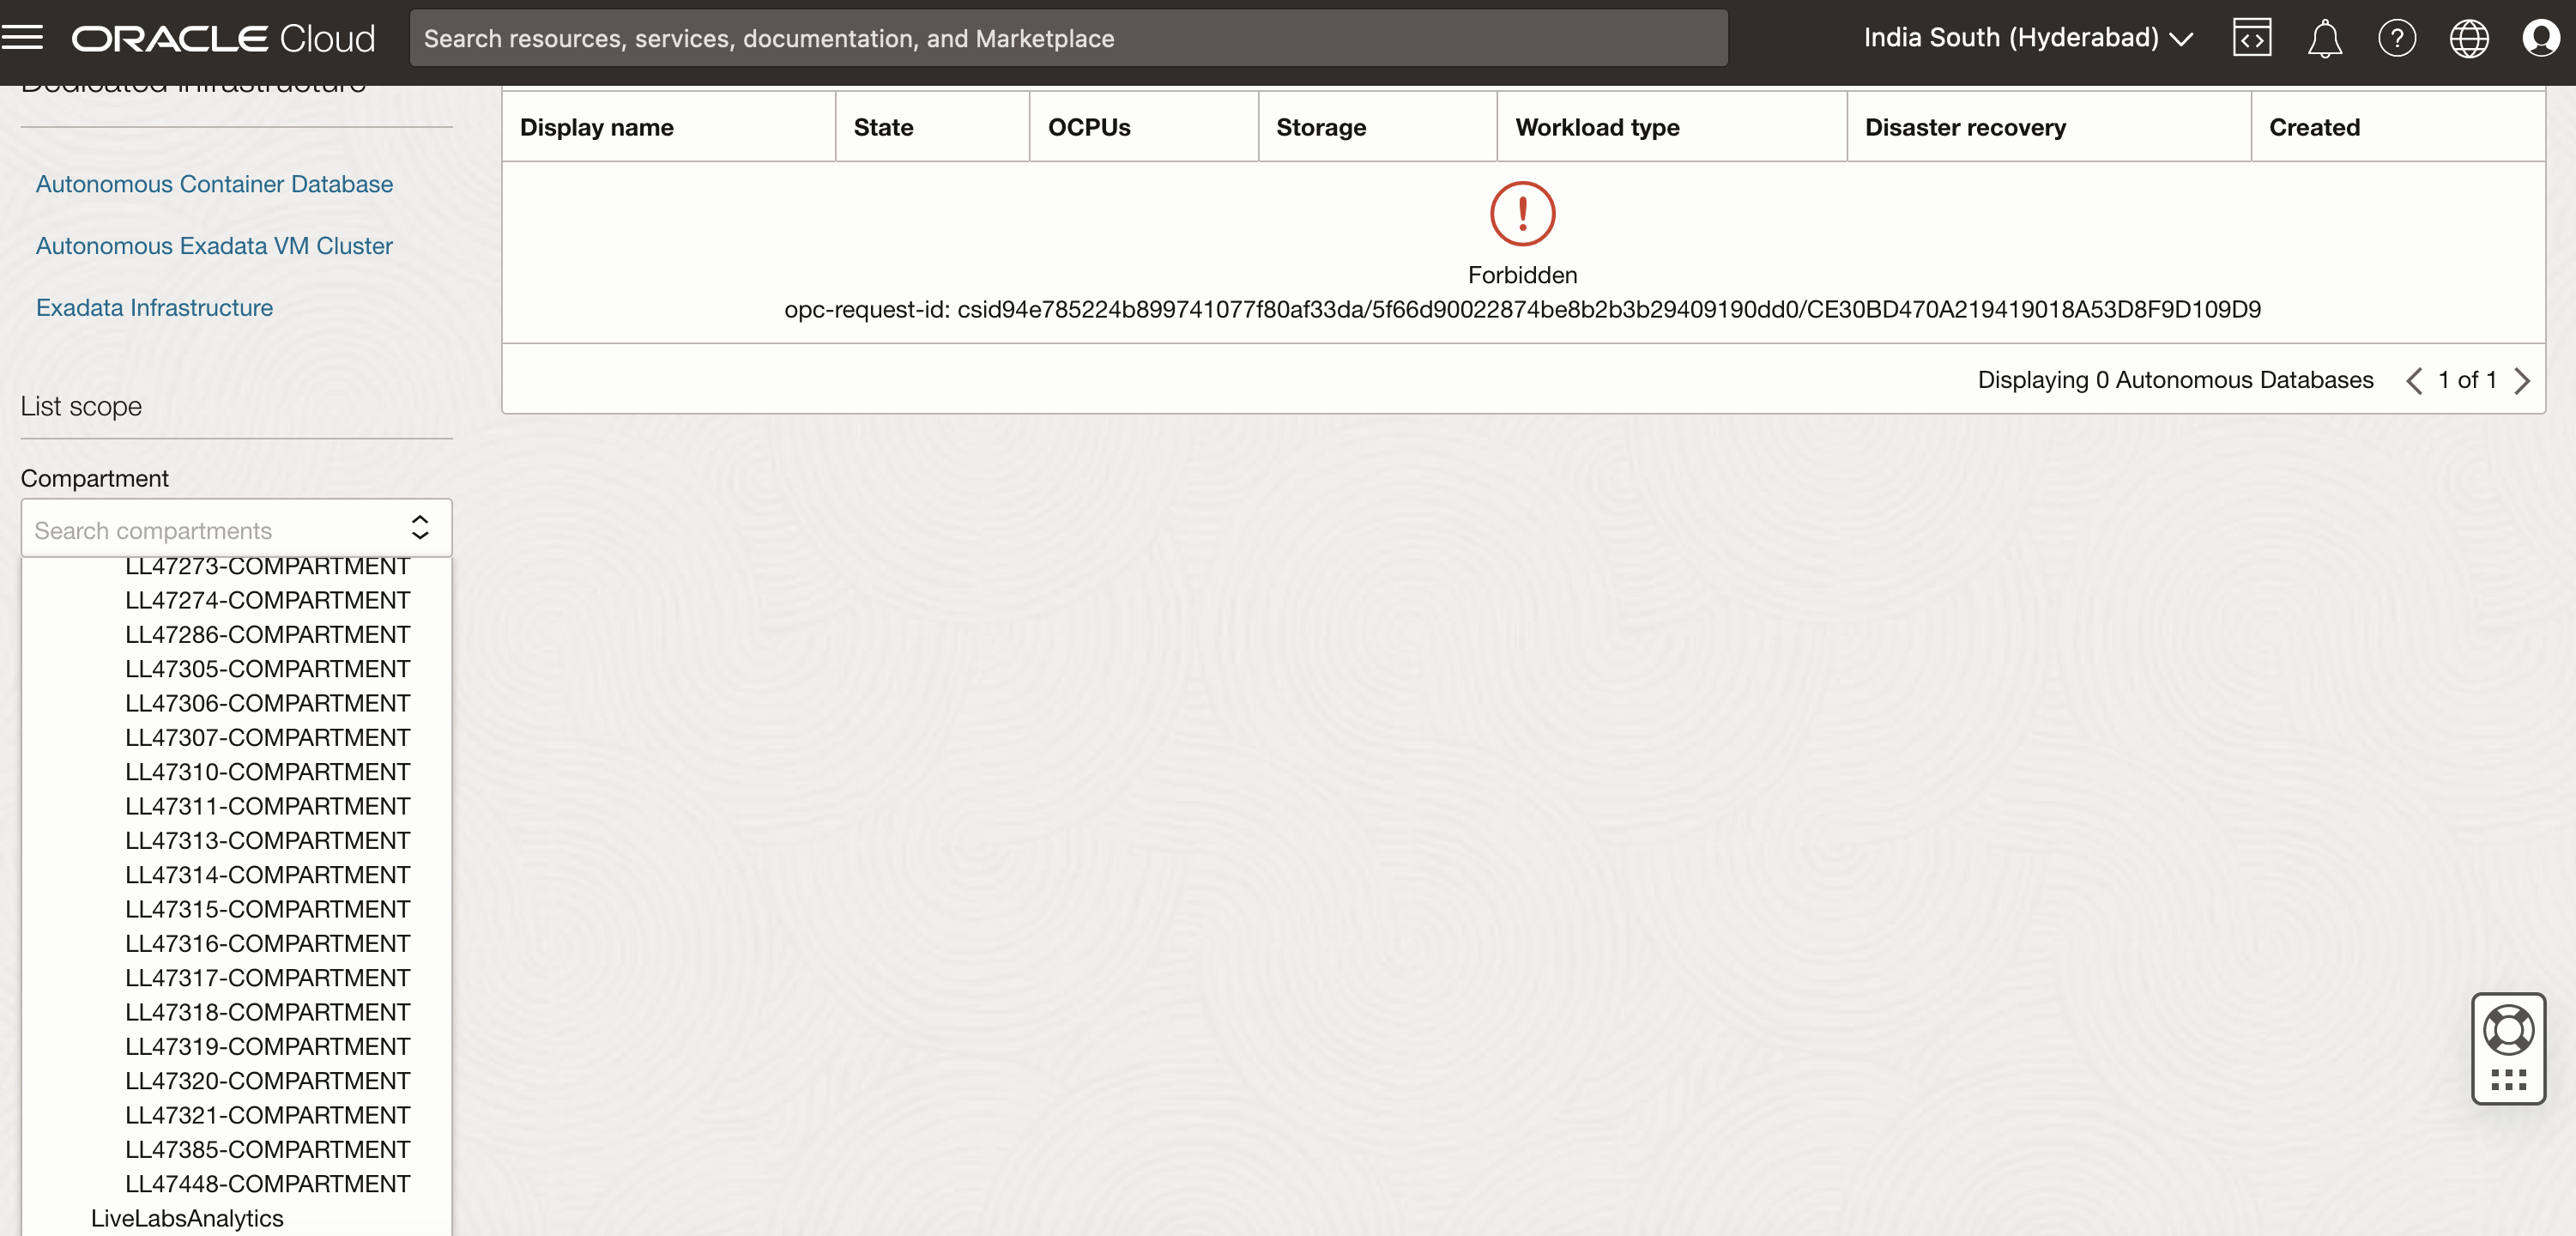 ORACLE Cloud
Search resources, services, documentation, and Marketplace
India South (Hyderabad)
Dedicated Infrastructure
Autonomous Container Database
Autonomous Exadata VM Cluster
Exadata Infrastructure
List scope
Compartment
Search compartments
LL47273-COMPARTMENT
LL47274-COMPARTMENT
LL47286-COMPARTMENT
LL47305-COMPARTMENT
LL47306-COMPARTMENT
LL47307-COMPARTMENT
LL47310-COMPARTMENT
LL47311-COMPARTMENT
LL47313-COMPARTMENT
LL47314-COMPARTMENT
LL47315-COMPARTMENT
LL47316-COMPARTMENT
LL47317-COMPARTMENT
LL47318-COMPARTMENT
LL47319-COMPARTMENT
LL47320-COMPARTMENT
LL47321-COMPARTMENT
LL47385-COMPARTMENT
LL47448-COMPARTMENT
LiveLabsAnalytics
Display name State OCPUs Storage Workload type Disaster recovery Created
Forbidden
opc-request-id: csid94e785224b899741077f80af33da/5f66d90022874be8b2b3b29409190dd0/CE30BD470A219419018A53D8F9D109D9
Displaying 0 Autonomous Databases 1 of 1